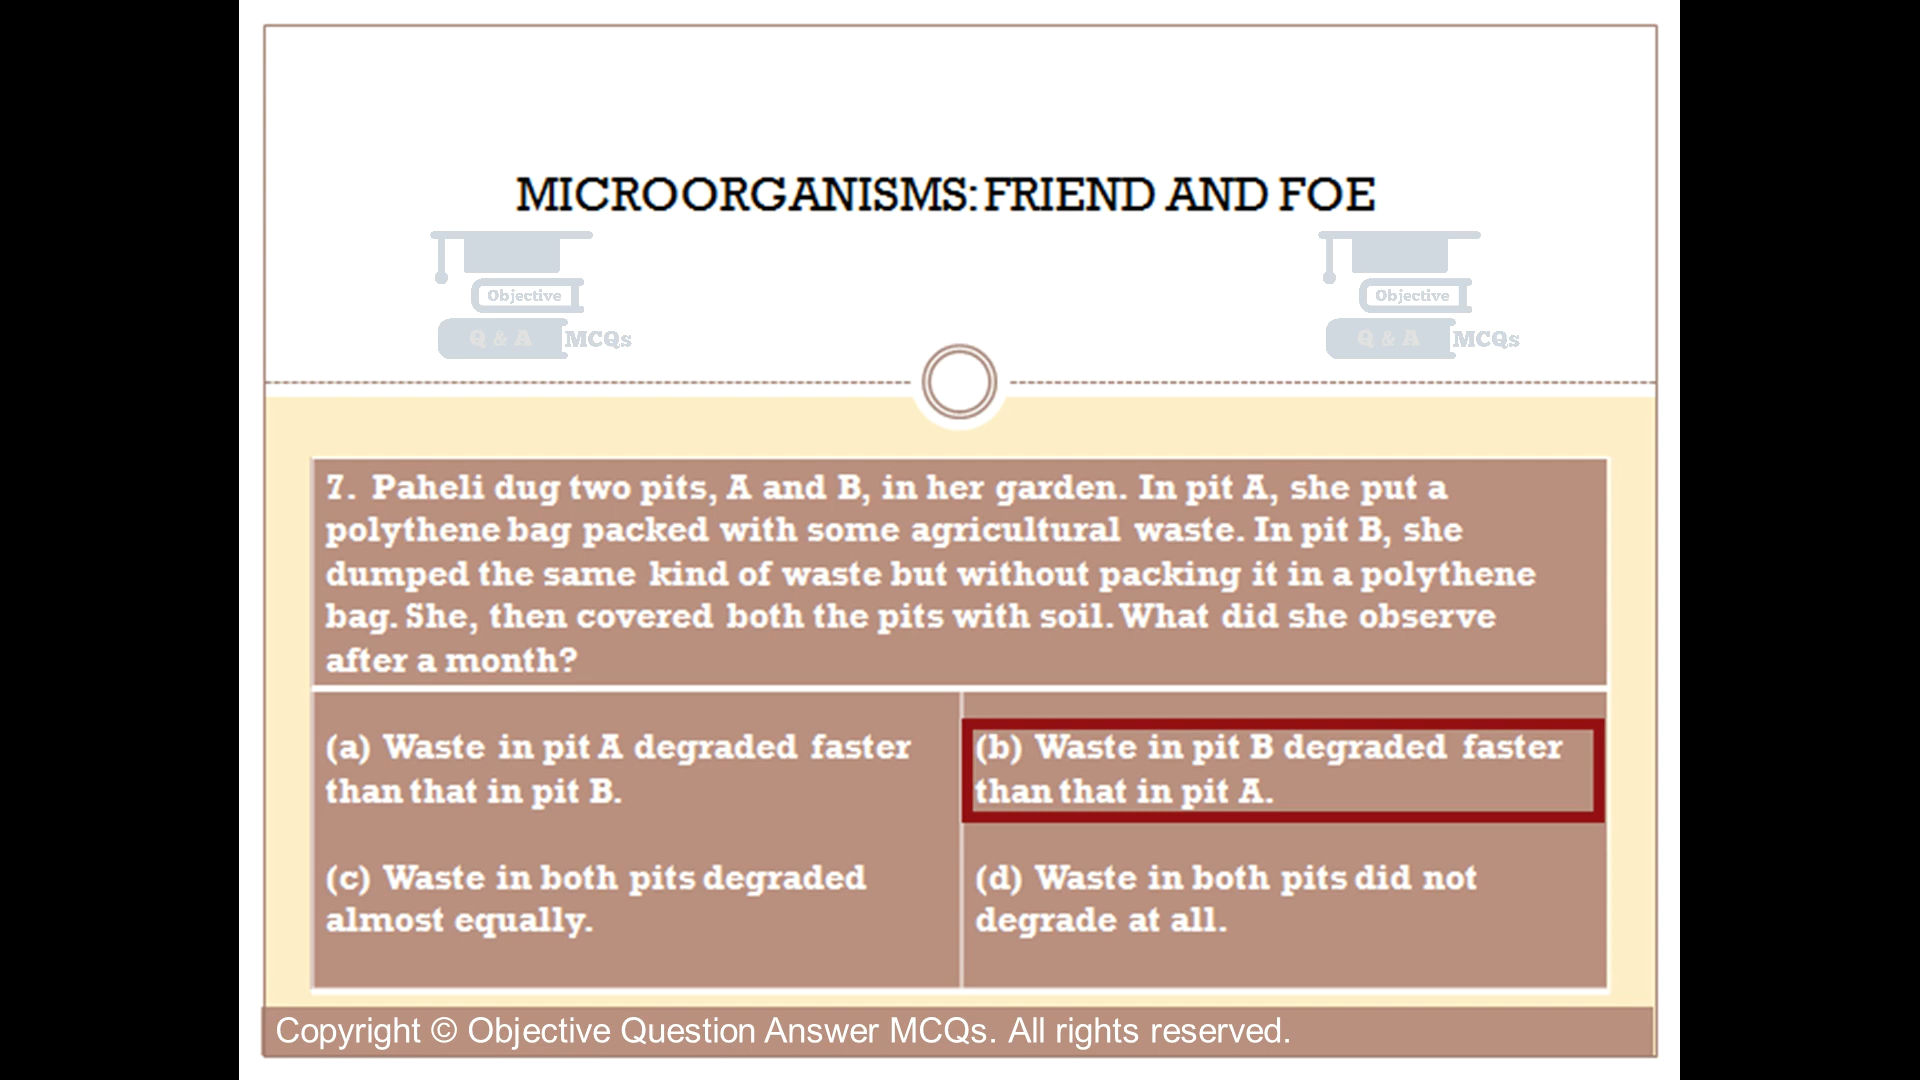 MICROORGANISMS: FRIEND AND FOE
Objective
Q & A MCQs
Objective
Q & A MCQs
7. Paheli dug two pits, A and B, in her garden. In pit A, she put a
polythene bag packed with some agricultural waste. In pit B, she
dumped the same kind of waste but without packing it in a polythene
bag. She, then covered both the pits with soil. What did she observe
after a month?
(a) Waste in pit A degraded faster
than that in pit B.
(b) Waste in pit B degraded faster
than that in pit A.
(c) Waste in both pits degraded
almost equally.
(d) Waste in both pits did not
degrade at all.
Copyright © Objective Question Answer MCQs. All rights reserved.